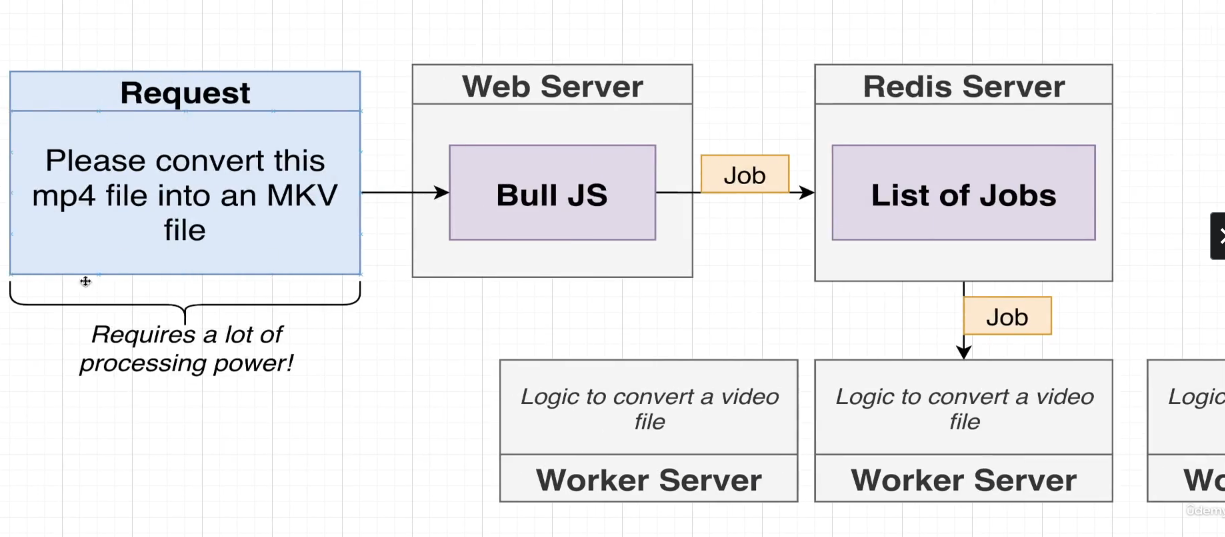 Request
Please convert this
mp4 file into an MKV
file
Requires a lot of
processing power!
Web Server
Bull JS
Job
Redis Server
List of Jobs
Job
Logic to convert a video
file
Worker Server
Logic to convert a video
file
Worker Server
Logic